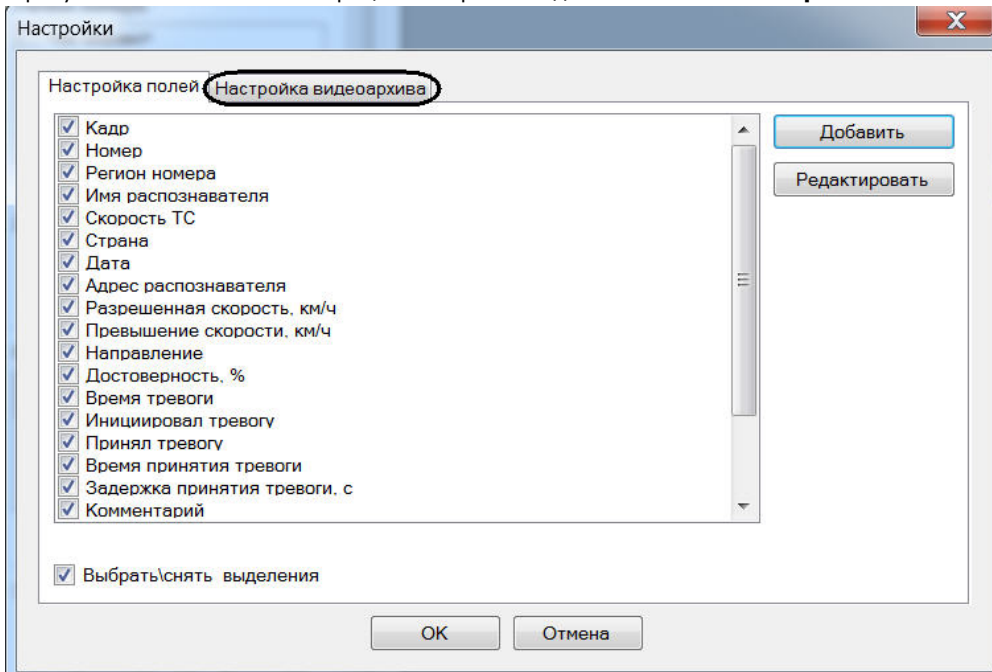 Настройки
Настройка полей
Настройка видеоархива
Кадр
Добавить
Номер
Регион номера
Редактировать
Имя распознавателя
Скорость ТС
Страна
Дата
Адрес распознавателя
Разрешенная скорость, км/ч
Превышение скорости, км/ч
Направление
Достоверность, %
Время тревоги
Инициировал тревогу
Принял тревогу
Время принятия тревоги
Задержка принятия тревоги, с
Комментарий
Выбрать\снять выделения
OK
Отмена